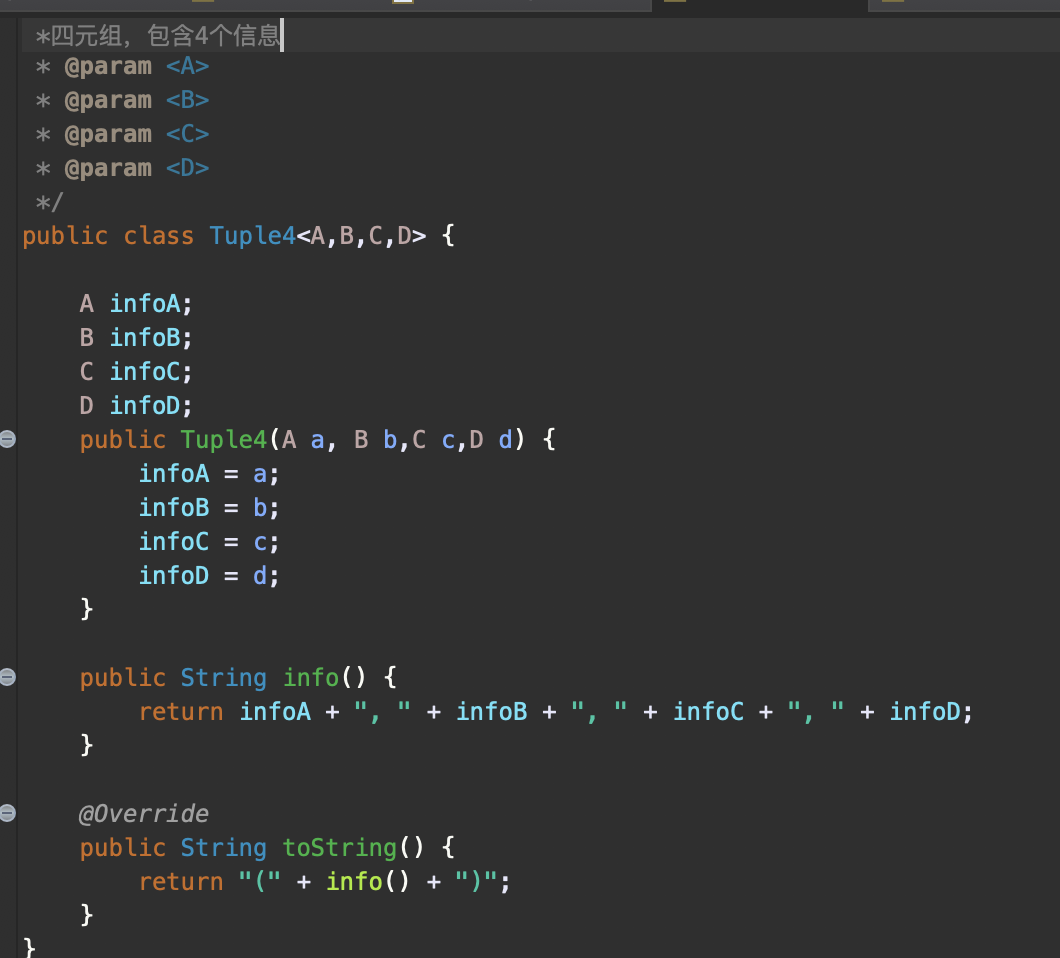 *四元组，包含4个信息
* @param <A>
* @param <B>
* @param <C>
* @param <D>
*/
public class Tuple4<A,B,C,D> {
A infoA;
B infoB;
C infoC;
D infoD;
public Tuple4(A a, B b,C c,D d) {
infoA = a;
infoB = b;
infoC = c;
infoD = d;
}
public String info() {
return infoA + ", " + infoB + ", " + infoC + ", " + infoD;
}
@Override
public String toString() {
return "(" + info() + ")";
}
}